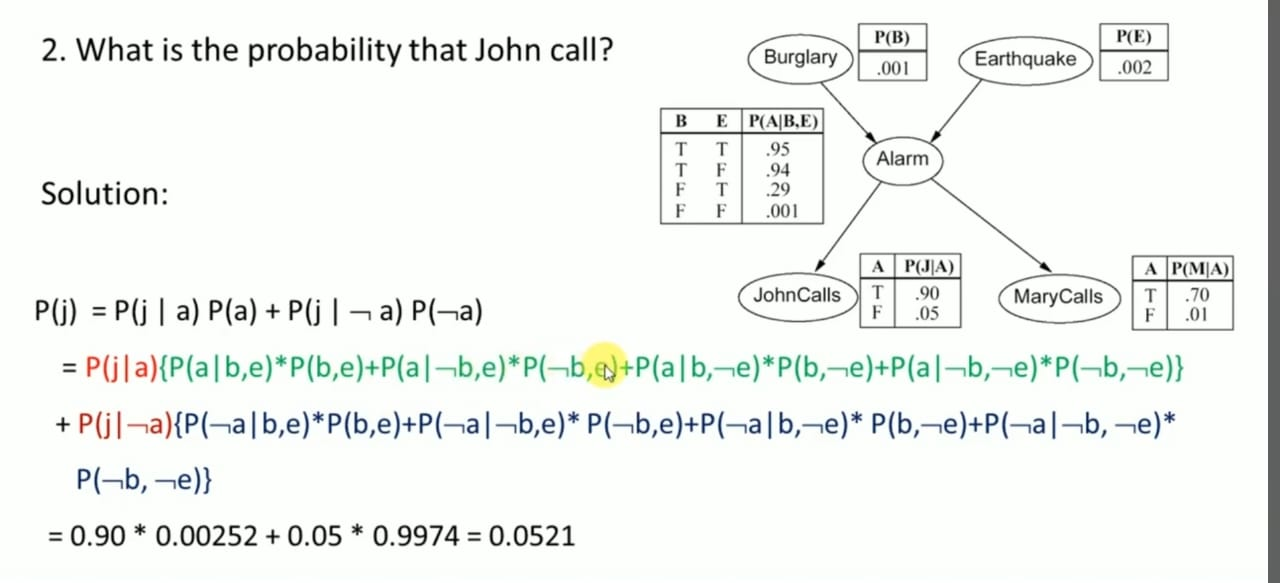 2. What is the probability that John call?
Burglary
P(B)
.001
Earthquake
P(E)
.002
B E P(A|B,E)
T T .95
T F .94
F T .29
F F .001
Alarm
Solution:
JohnCalls
A P(J|A)
T .90
F .05
MaryCalls
A P(M|A)
T .70
F .01
P(j) = P(j | a) P(a) + P(j | ¬ a) P(¬a)
= P(j|a){P(a|b,e)*P(b,e)+P(a|¬b,e)*P(¬b,e)+P(a|b,¬e)*P(b,¬e)+P(a|¬b,¬e)*P(¬b,¬e)}
+ P(j|¬a){P(¬a|b,e)*P(b,e)+P(¬a|¬b,e)* P(¬b,e)+P(¬a|b,¬e)* P(b,¬e)+P(¬a|¬b, ¬e)*
P(¬b, ¬e)}
= 0.90 * 0.00252 + 0.05 * 0.9974 = 0.0521